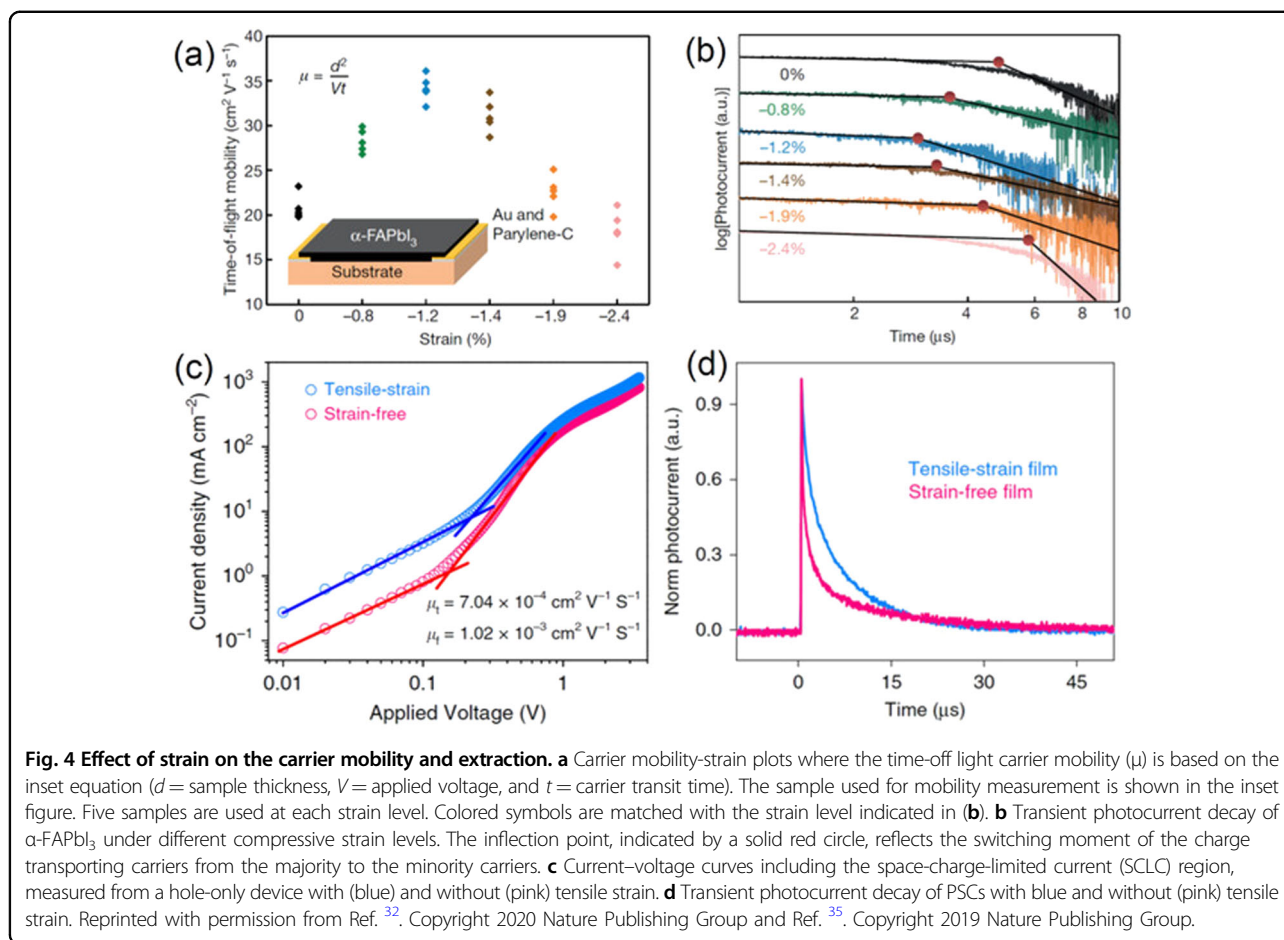 (a)
μ = d²/Vt
Time-of-flight mobility (cm² V⁻¹ s⁻¹)
40
35
30
25
20
15
10
α-FAPbI₃
Substrate
Au and
Parylene-C
0
−0.8
−1.2
−1.4
−1.9
−2.4
Strain (%)
(b)
log[Photocurrent (a.u.)]
0%
−0.8%
−1.2%
−1.4%
−1.9%
−2.4%
2
4
6
8
10
Time (μs)
(c)
Tensile-strain
Strain-free
Current density (mA cm⁻²)
10³
10²
10¹
10⁰
10⁻¹
μₜ = 7.04 × 10⁻⁴ cm² V⁻¹ S⁻¹
μf = 1.02 × 10⁻³ cm² V⁻¹ S⁻¹
0.01
0.1
1
Applied Voltage (V)
(d)
Norm photocurrent (a.u.)
0.9
0.6
0.3
0.0
Tensile-strain film
Strain-free film
0
15
30
45
Time (μs)
Fig. 4 Effect of strain on the carrier mobility and extraction. a Carrier mobility-strain plots where the time-off light carrier mobility (μ) is based on the
inset equation (d = sample thickness, V = applied voltage, and t = carrier transit time). The sample used for mobility measurement is shown in the inset
figure. Five samples are used at each strain level. Colored symbols are matched with the strain level indicated in (b). b Transient photocurrent decay of
α-FAPbI₃ under different compressive strain levels. The inflection point, indicated by a solid red circle, reflects the switching moment of the charge
transporting carriers from the majority to the minority carriers. c Current–voltage curves including the space-charge-limited current (SCLC) region,
measured from a hole-only device with (blue) and without (pink) tensile strain. d Transient photocurrent decay of PSCs with blue and without (pink) tensile
strain. Reprinted with permission from Ref. 32. Copyright 2020 Nature Publishing Group and Ref. 35. Copyright 2019 Nature Publishing Group.